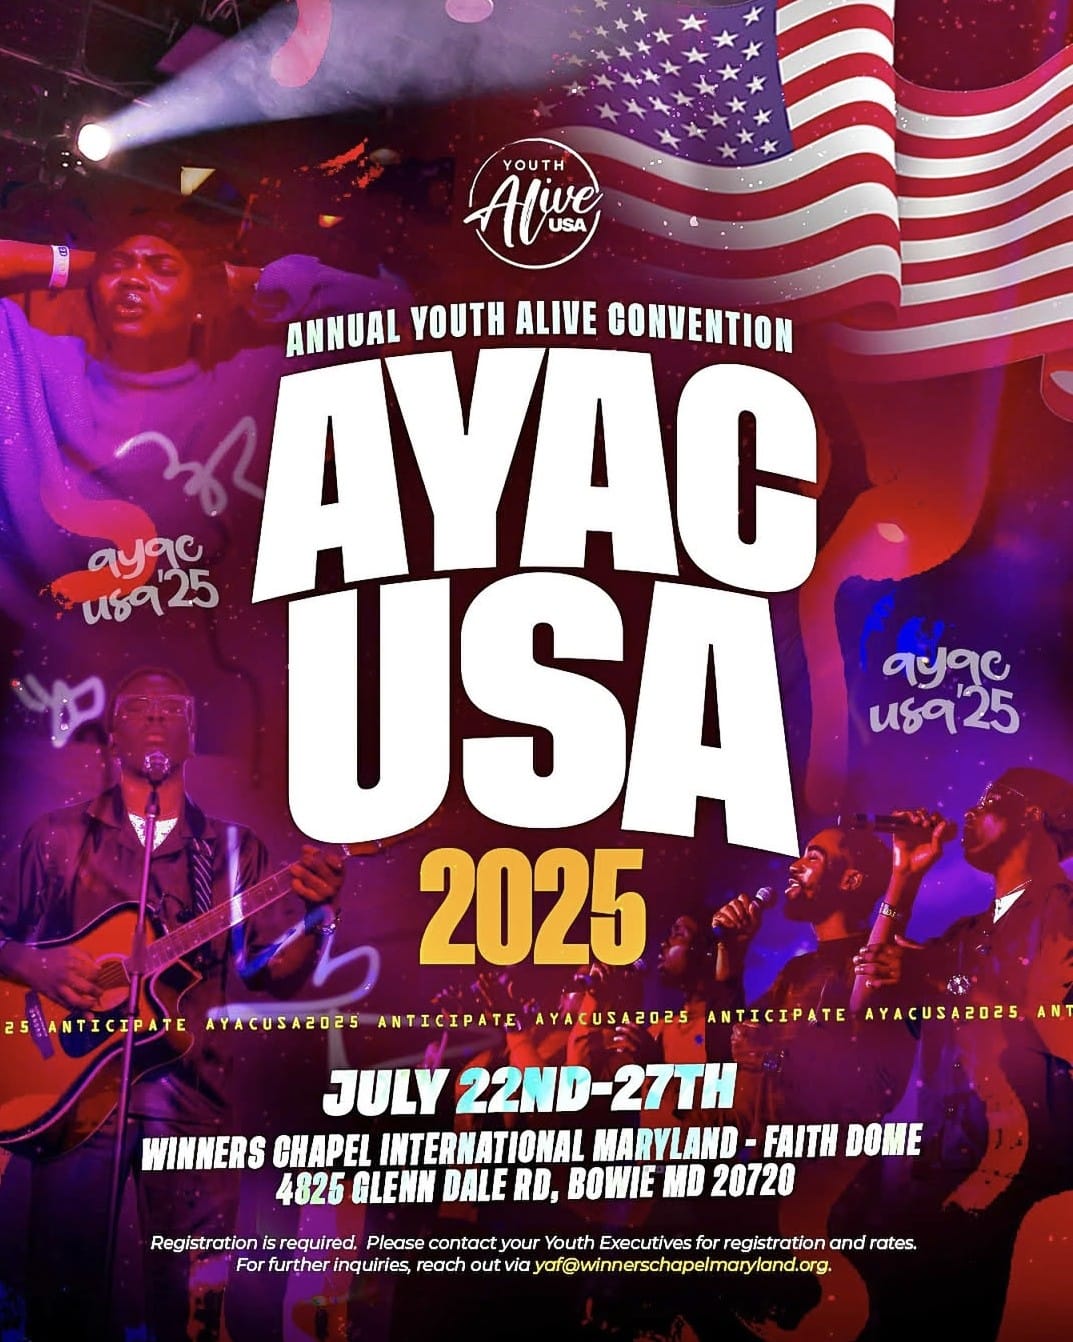 YOUTH
Alive
USA
ANNUAL YOUTH ALIVE CONVENTION
AYAC
USA
ayac
usa'25
ayac
usa'25
2025
25 ANTICIPATE AYACUSA2025 ANTICIPATE AYACUSA2025 ANTICIPATE AYACUSA2025 ANT
JULY 22ND-27TH
WINNERS CHAPEL INTERNATIONAL MARYLAND - FAITH DOME
4825 GLENN DALE RD, BOWIE MD 20720
Registration is required. Please contact your Youth Executives for registration and rates.
For further inquiries, reach out via yaf@winnerschapelmaryland.org.